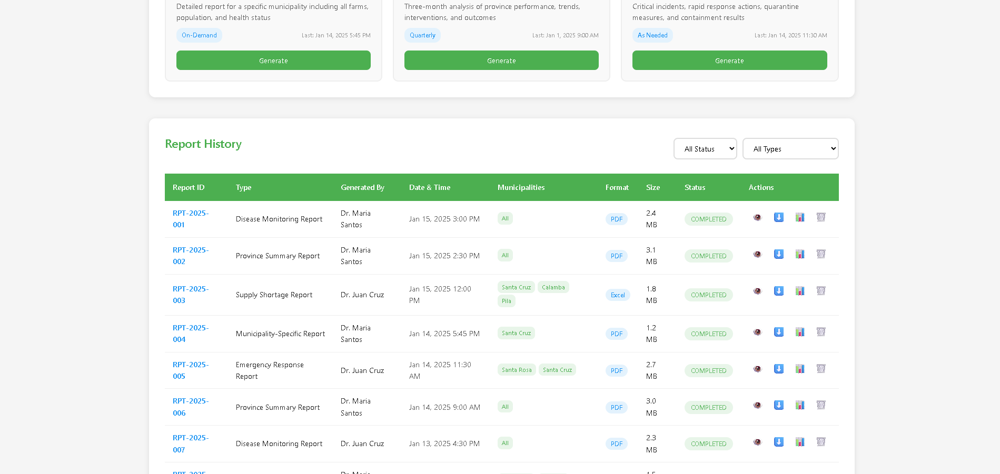 Detailed report for a specific municipality including all farms,
population, and health status
On-Demand
Last: Jan 14, 2025 5:45 PM
Generate
Three-month analysis of province performance, trends,
interventions, and outcomes
Quarterly
Last: Jan 1, 2025 9:00 AM
Generate
Critical incidents, rapid response actions, quarantine
measures, and containment results
As Needed
Last: Jan 14, 2025 11:30 AM
Generate
Report History
All Status
All Types
Report ID Type Generated By Date & Time Municipalities Format Size Status Actions
RPT-2025-
001
Disease Monitoring Report
Dr. Maria
Santos
Jan 15, 2025 3:00 PM
All
PDF
2.4
MB
COMPLETED
RPT-2025-
002
Province Summary Report
Dr. Maria
Santos
Jan 15, 2025 2:30 PM
All
PDF
3.1
MB
COMPLETED
RPT-2025-
003
Supply Shortage Report
Dr. Juan Cruz
Jan 15, 2025 12:00
PM
Santa Cruz Calamba
Pila
Excel
1.8
MB
COMPLETED
RPT-2025-
004
Municipality-Specific Report
Dr. Maria
Santos
Jan 14, 2025 5:45 PM
Santa Cruz
PDF
1.2
MB
COMPLETED
RPT-2025-
005
Emergency Response
Report
Dr. Juan Cruz
Jan 14, 2025 11:30
AM
Santa Rosa Santa Cruz
PDF
2.7
MB
COMPLETED
RPT-2025-
006
Province Summary Report
Dr. Maria
Santos
Jan 14, 2025 9:00 AM
All
PDF
3.0
MB
COMPLETED
RPT-2025-
007
Disease Monitoring Report
Dr. Juan Cruz
Jan 13, 2025 4:30 PM
All
PDF
2.3
MB
COMPLETED
RPT-2025-
Dr. Maria